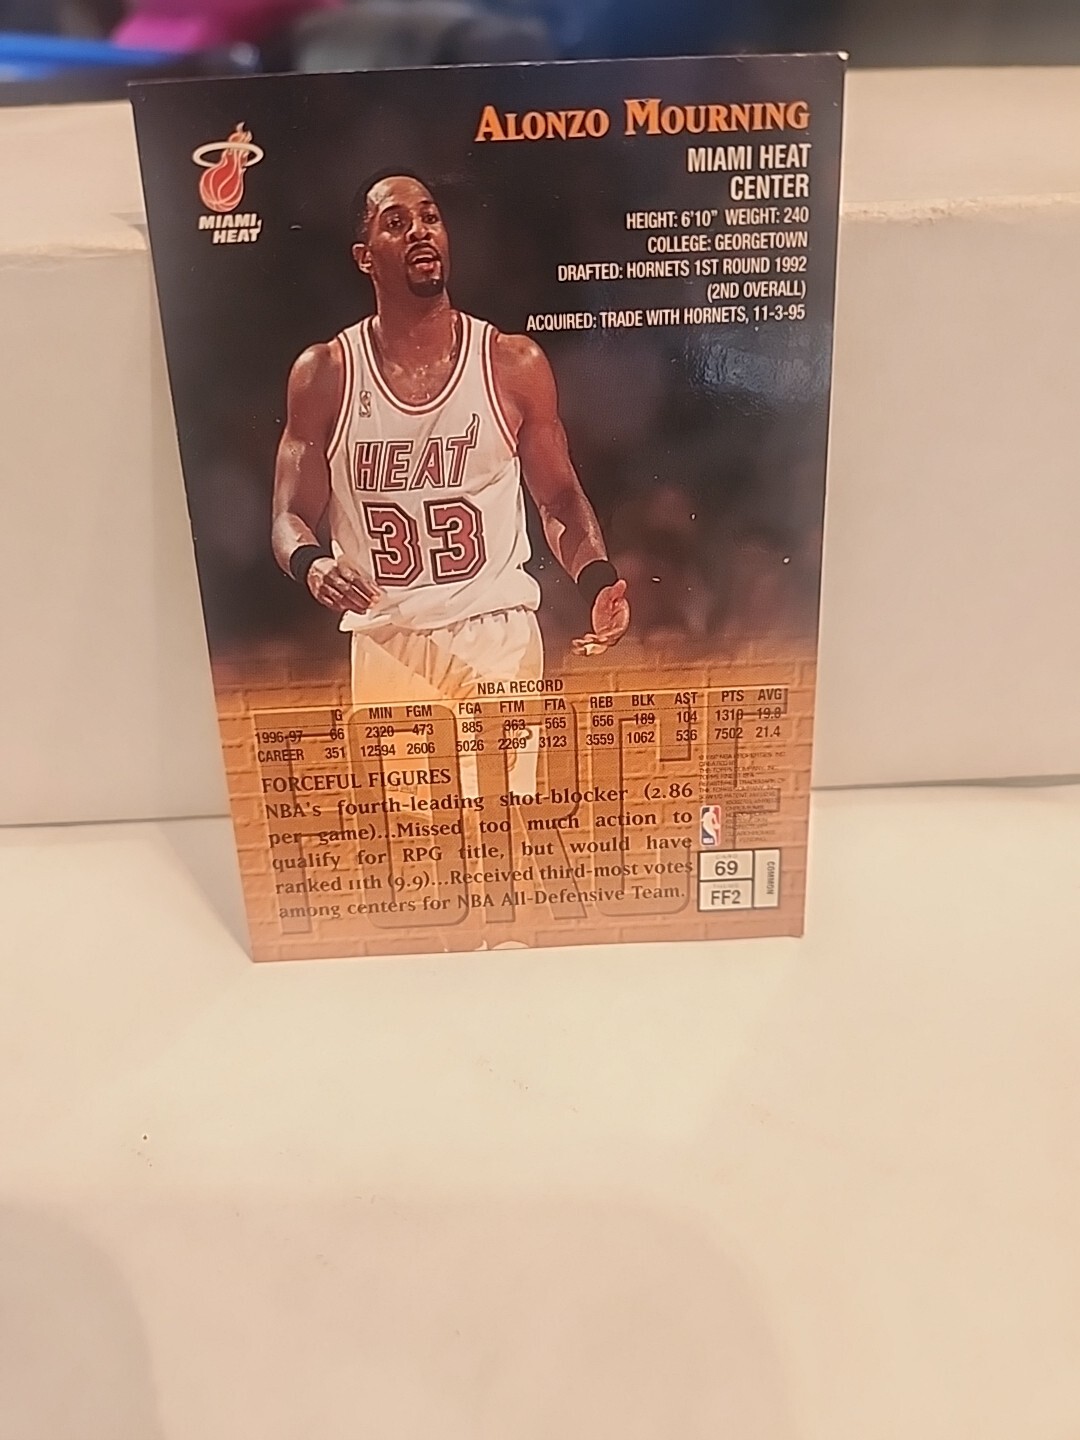 ALONZO MOURNING
MIAMI HEAT
CENTER
HEIGHT: 6'10" WEIGHT: 240
COLLEGE: GEORGETOWN
DRAFTED: HORNETS 1ST ROUND 1992
(2ND OVERALL)
ACQUIRED: TRADE WITH HORNETS, 11-3-95
MIAMI
HEAT
HEAT
33
NBA RECORD
G MIN FGM FGA FTM FTA REB BLK AST PTS AVG
1996-97 66 2320 473 885 363 565 656 189 104 1310 19.8
CAREER 351 12594 2606 5026 2269 3123 3559 1062 536 7502 21.4
FORCEFUL FIGURES
NBA's fourth-leading shot-blocker (2.86
per game)...Missed too much action to
qualify for RPG title, but would have
ranked 11th (9.9)...Received third-most votes
among centers for NBA All-Defensive Team.
NBA
69
FF2
COMMON